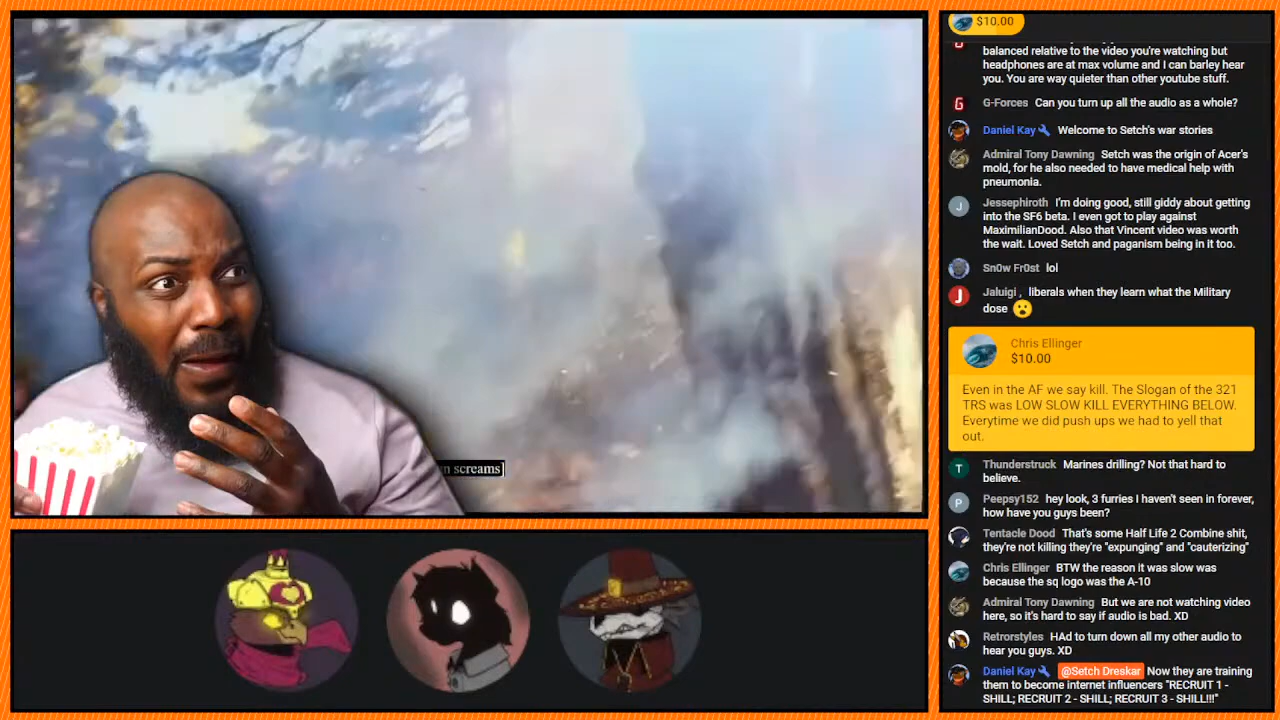 n screams
$10.00
balanced relative to the video you're watching but
headphones are at max volume and I can barley hear
you. You are way quieter than other youtube stuff.
G-Forces Can you turn up all the audio as a whole?
Daniel Kay Welcome to Setch's war stories
Admiral Tony Dawning Setch was the origin of Acer's
mold, for he also needed to have medical help with
pneumonia.
J Jessephiroth I'm doing good, still giddy about getting
into the SF6 beta. I even got to play against
MaximilianDood. Also that Vincent video was worth
the wait. Loved Setch and paganism being in it too.
Sn0w Fr0st lol
J Jaluigi , liberals when they learn what the Military
dose 😮
Chris Ellinger
$10.00
Even in the AF we say kill. The Slogan of the 321
TRS was LOW SLOW KILL EVERYTHING BELOW.
Everytime we did push ups we had to yell that
out.
T Thunderstruck Marines drilling? Not that hard to
believe.
P Peepsy152 hey look, 3 furries I haven't seen in forever,
how have you guys been?
Tentacle Dood That's some Half Life 2 Combine shit,
they're not killing they're "expunging" and "cauterizing"
Chris Ellinger BTW the reason it was slow was
because the sq logo was the A-10
Admiral Tony Dawning But we are not watching video
here, so it's hard to say if audio is bad. XD
Retrorstyles HAd to turn down all my other audio to
hear you guys. XD
Daniel Kay @Setch Dreskar Now they are training
them to become internet influencers "RECRUIT 1 -
SHILL; RECRUIT 2 - SHILL; RECRUIT 3 - SHILL!!!"